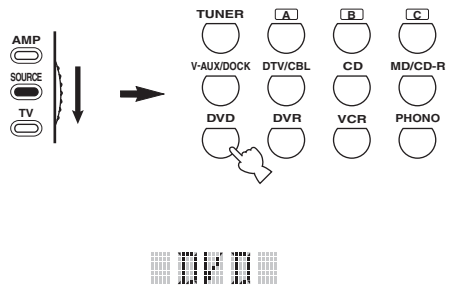 TUNER A B C
AMP
V-AUX/DOCK DTV/CBL CD MD/CD-R
SOURCE
TV
DVD DVR VCR PHONO
DVD